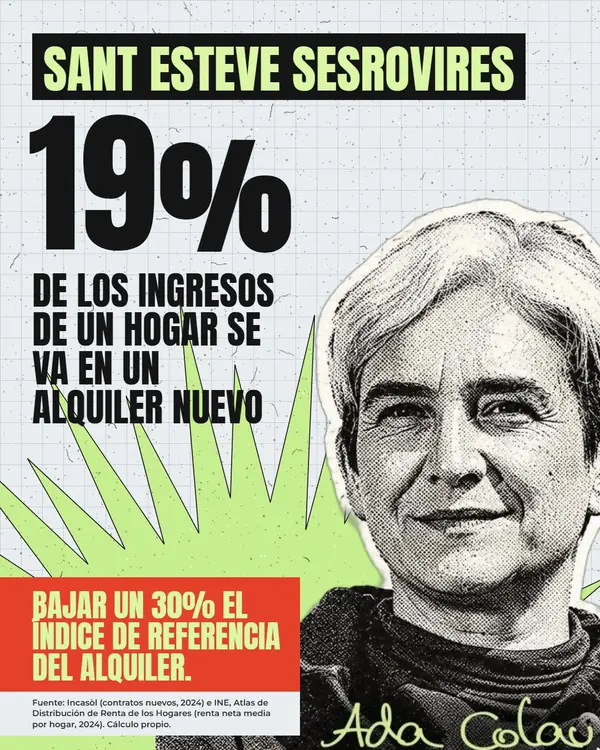 SANT ESTEVE SESROVIRES
19%
DE LOS INGRESOS
DE UN HOGAR SE
VA EN UN
ALQUILER NUEVO
BAJAR UN 30% EL
ÍNDICE DE REFERENCIA
DEL ALQUILER.
Fuente: Incasòl (contratos nuevos, 2024) e INE, Atlas de
Distribución de Renta de los Hogares (renta neta media
por hogar, 2024). Cálculo propio.
Ada Colau